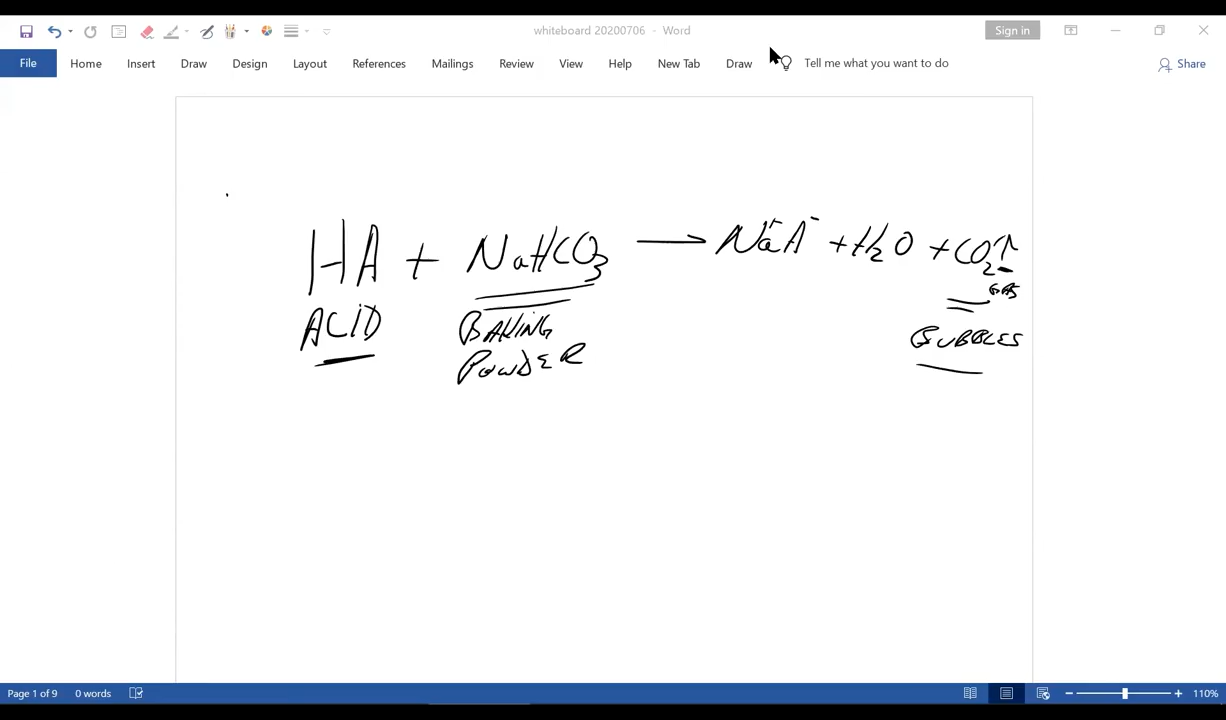 whiteboard 20200706 - Word
Sign in
File Home Insert Draw Design Layout References Mailings Review View Help New Tab Draw Tell me what you want to do Share
HA + NaHCO₃ → Na⁺A⁻ + H₂O + CO₂↑
GAS
ACID BAKING BUBBLES
POWDER
Page 1 of 9 0 words 110%